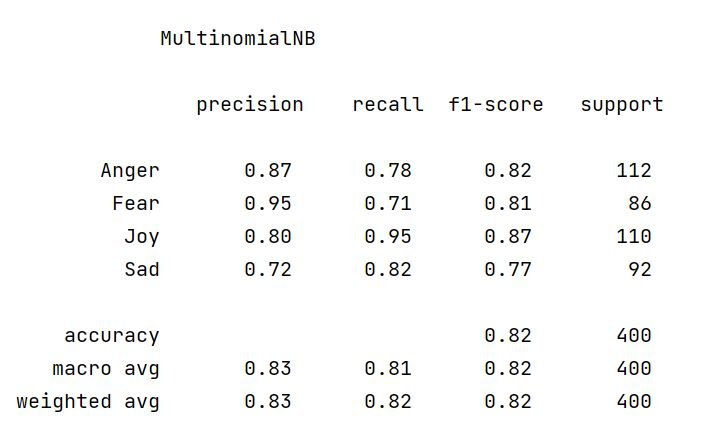 MultinomialNB
precision recall f1-score support
Anger 0.87 0.78 0.82 112
Fear 0.95 0.71 0.81 86
Joy 0.80 0.95 0.87 110
Sad 0.72 0.82 0.77 92
accuracy 0.82 400
macro avg 0.83 0.81 0.82 400
weighted avg 0.83 0.82 0.82 400